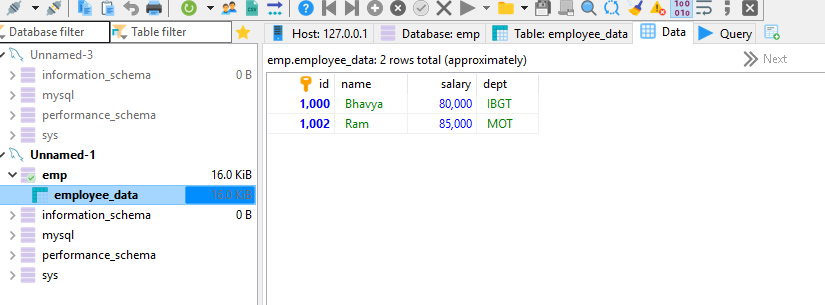 Database filter
Table filter
Unnamed-3
information_schema 0 B
mysql
performance_schema
sys
Unnamed-1
emp 16.0 KiB
employee_data 16.0 KiB
information_schema 0 B
mysql
performance_schema
sys
Host: 127.0.0.1 Database: emp Table: employee_data Data Query
emp.employee_data: 2 rows total (approximately) Next
id name salary dept
1,000 Bhavya 80,000 IBGT
1,002 Ram 85,000 MOT